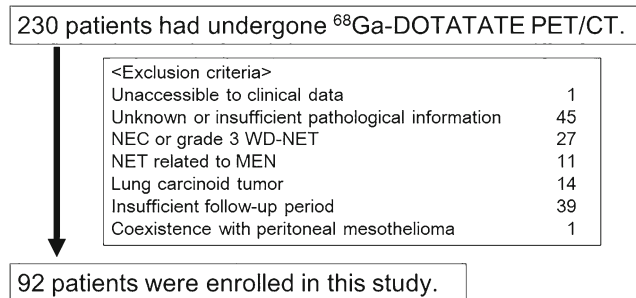 230 patients had undergone ⁶⁸Ga-DOTATATE PET/CT.
<Exclusion criteria>
Unaccessible to clinical data 1
Unknown or insufficient pathological information 45
NEC or grade 3 WD-NET 27
NET related to MEN 11
Lung carcinoid tumor 14
Insufficient follow-up period 39
Coexistence with peritoneal mesothelioma 1
92 patients were enrolled in this study.